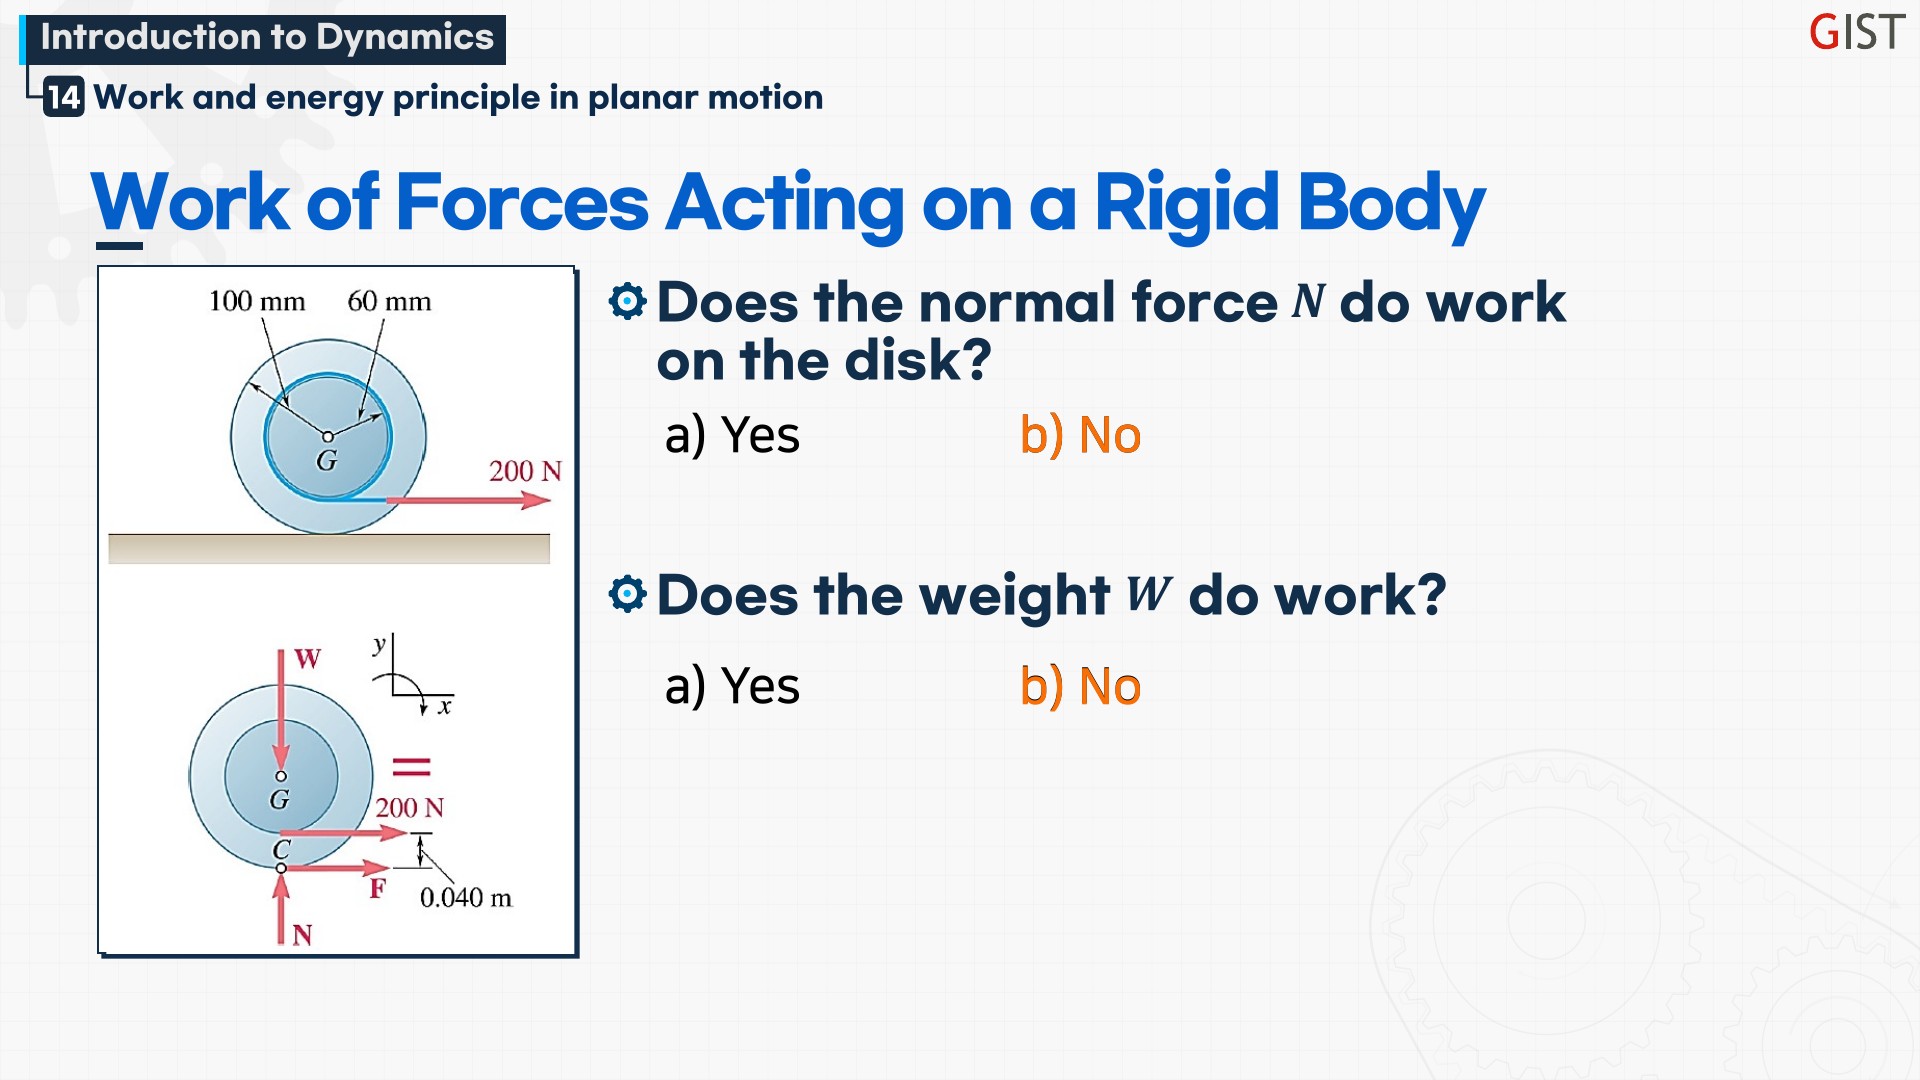 Introduction to Dynamics
GIST
14 Work and energy principle in planar motion
Work of Forces Acting on a Rigid Body
100 mm 60 mm
G
200 N
W
y
x
G
=
200 N
C
F
0.040 m
N
Does the normal force N do work
on the disk?
a) Yes b) No
Does the weight W do work?
a) Yes b) No